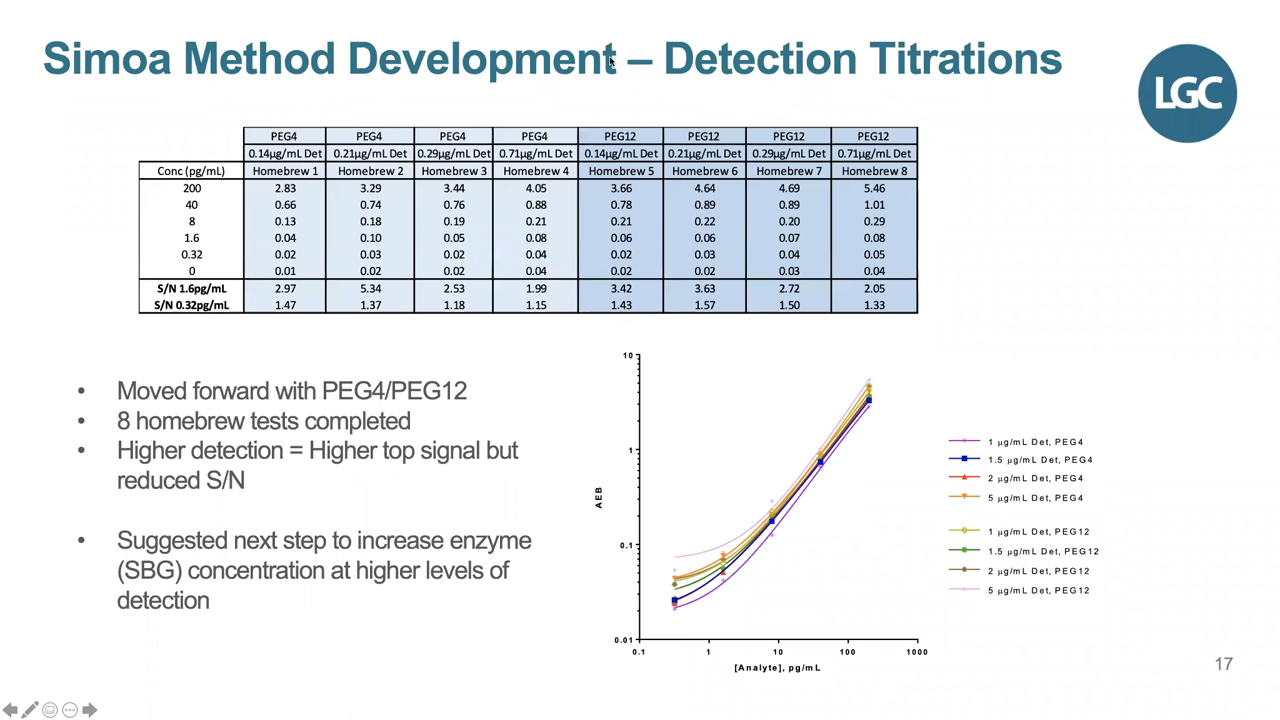 Simoa Method Development – Detection Titrations
LGC
PEG4 PEG4 PEG4 PEG4 PEG12 PEG12 PEG12 PEG12
0.14µg/mL Det 0.21µg/mL Det 0.29µg/mL Det 0.71µg/mL Det 0.14µg/mL Det 0.21µg/mL Det 0.29µg/mL Det 0.71µg/mL Det
Conc (pg/mL) Homebrew 1 Homebrew 2 Homebrew 3 Homebrew 4 Homebrew 5 Homebrew 6 Homebrew 7 Homebrew 8
200 2.83 3.29 3.44 4.05 3.66 4.64 4.69 5.46
40 0.66 0.74 0.76 0.88 0.78 0.89 0.89 1.01
8 0.13 0.18 0.19 0.21 0.21 0.22 0.20 0.29
1.6 0.04 0.10 0.05 0.08 0.06 0.06 0.07 0.08
0.32 0.02 0.03 0.02 0.04 0.02 0.03 0.04 0.05
0 0.01 0.02 0.02 0.04 0.02 0.02 0.03 0.04
S/N 1.6pg/mL 2.97 5.34 2.53 1.99 3.42 3.63 2.72 2.05
S/N 0.32pg/mL 1.47 1.37 1.18 1.15 1.43 1.57 1.50 1.33
• Moved forward with PEG4/PEG12
• 8 homebrew tests completed
• Higher detection = Higher top signal but
reduced S/N
• Suggested next step to increase enzyme
(SBG) concentration at higher levels of
detection
10
1
0.1
0.01
AEB
0.1 1 10 100 1000
[Analyte], pg/mL
1 µg/mL Det, PEG4
1.5 µg/mL Det, PEG4
2 µg/mL Det, PEG4
5 µg/mL Det, PEG4
1 µg/mL Det, PEG12
1.5 µg/mL Det, PEG12
2 µg/mL Det, PEG12
5 µg/mL Det, PEG12
17